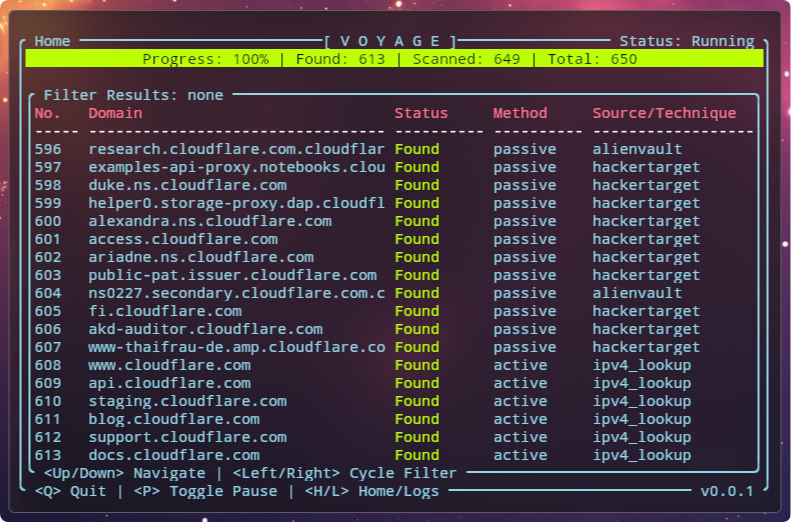 Home [ V O Y A G E ] Status: Running
Progress: 100% | Found: 613 | Scanned: 649 | Total: 650
Filter Results: none
No. Domain Status Method Source/Technique
----- --------------------------------- ---------- ---------- ------------------
596 research.cloudflare.com.cloudflar Found passive alienvault
597 examples-api-proxy.notebooks.clou Found passive hackertarget
598 duke.ns.cloudflare.com Found passive hackertarget
599 helper0.storage-proxy.dap.cloudfl Found passive hackertarget
600 alexandra.ns.cloudflare.com Found passive hackertarget
601 access.cloudflare.com Found passive hackertarget
602 ariadne.ns.cloudflare.com Found passive hackertarget
603 public-pat.issuer.cloudflare.com Found passive hackertarget
604 ns0227.secondary.cloudflare.com.c Found passive alienvault
605 fi.cloudflare.com Found passive hackertarget
606 akd-auditor.cloudflare.com Found passive hackertarget
607 www-thaifrau-de.amp.cloudflare.co Found passive hackertarget
608 www.cloudflare.com Found active ipv4_lookup
609 api.cloudflare.com Found active ipv4_lookup
610 staging.cloudflare.com Found active ipv4_lookup
611 blog.cloudflare.com Found active ipv4_lookup
612 support.cloudflare.com Found active ipv4_lookup
613 docs.cloudflare.com Found active ipv4_lookup
<Up/Down> Navigate | <Left/Right> Cycle Filter
<Q> Quit | <P> Toggle Pause | <H/L> Home/Logs v0.0.1